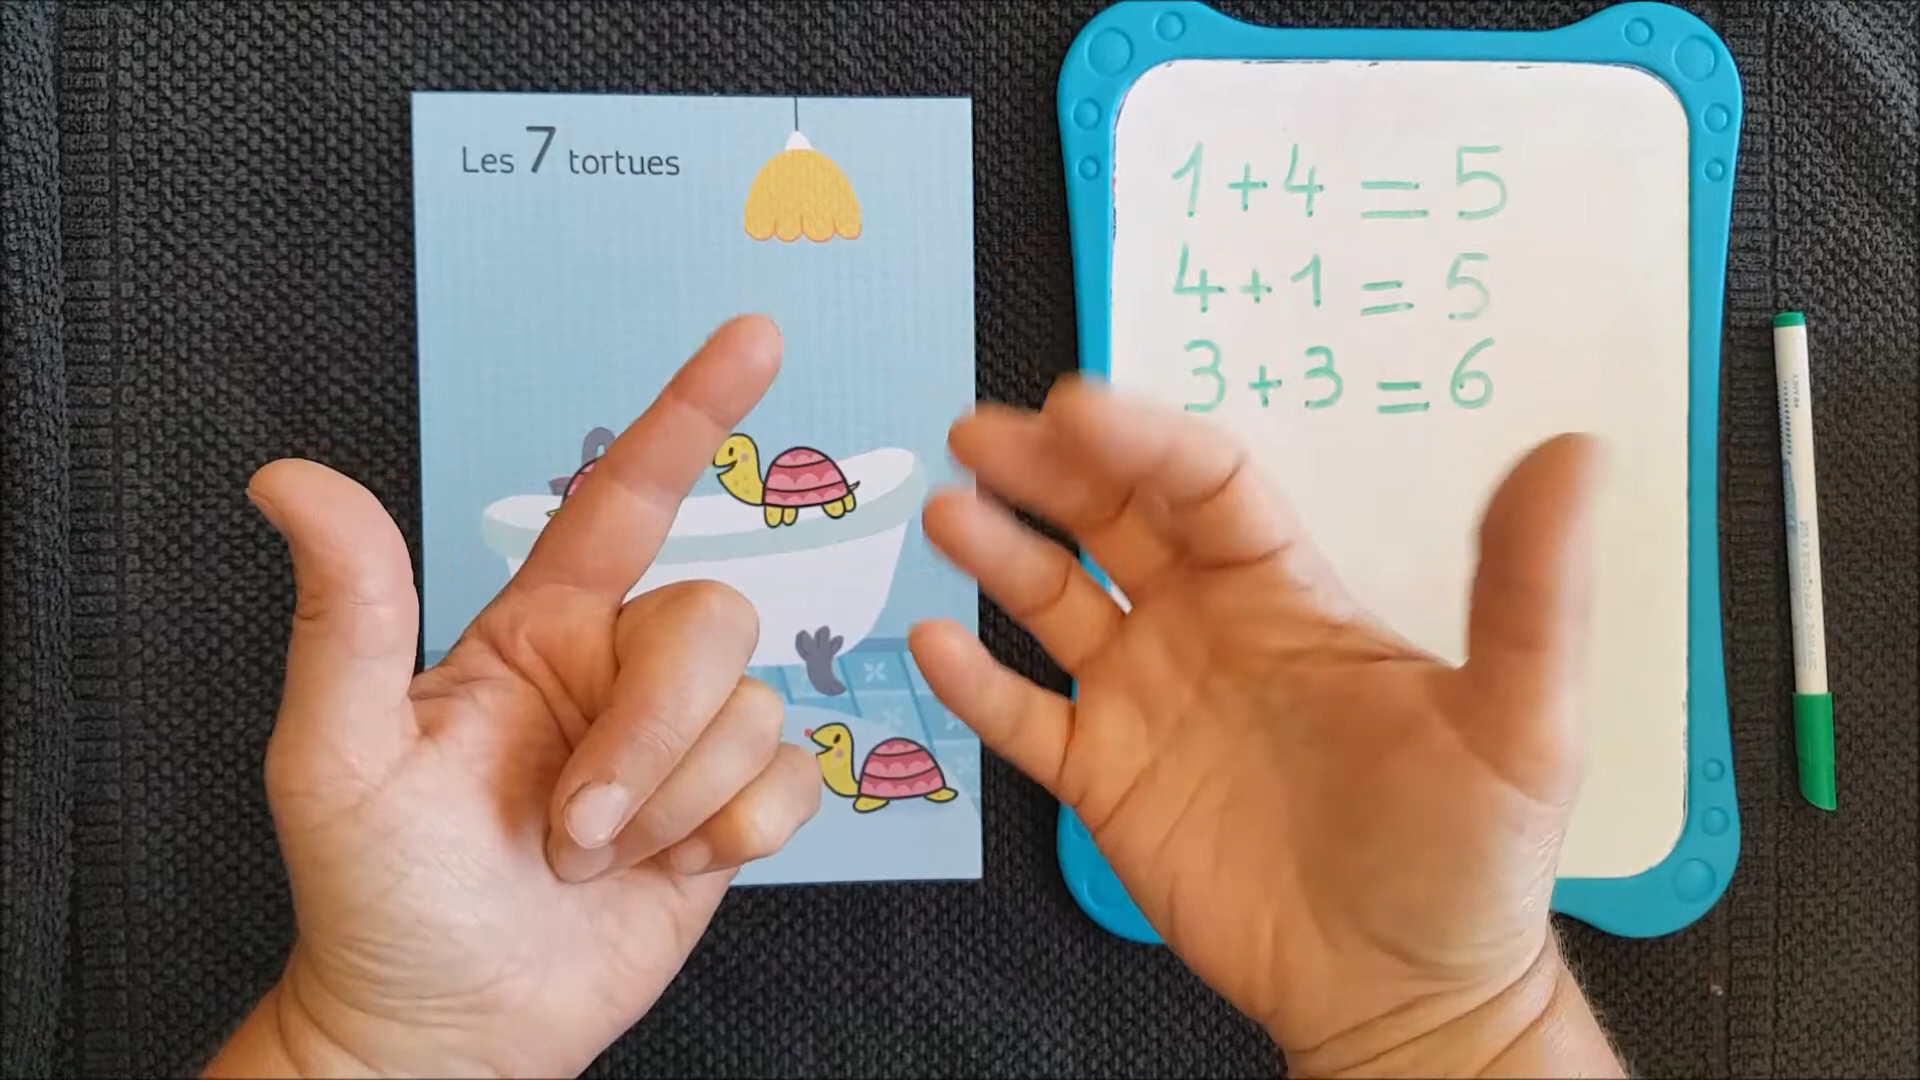 Les 7 tortues
1 + 4 = 5
4 + 1 = 5
3 + 3 = 6